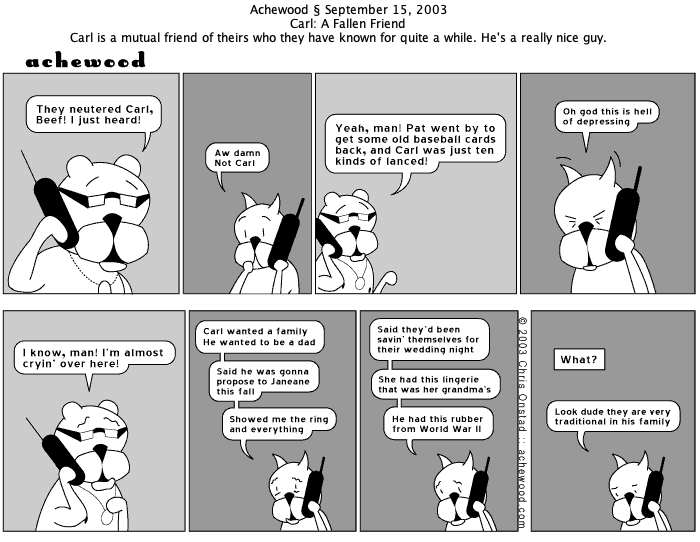 Achewood § September 15, 2003
Carl: A Fallen Friend
Carl is a mutual friend of theirs who they have known for quite a while. He's a really nice guy.
achewood
They neutered Carl,
Beef! I just heard!
Aw damn
Not Carl
Yeah, man! Pat went by to
get some old baseball cards
back, and Carl was just ten
kinds of lanced!
Oh god this is hell
of depressing
I know, man! I'm almost
cryin' over here!
Carl wanted a family
He wanted to be a dad
Said he was gonna
propose to Janeane
this fall
Showed me the ring
and everything
Said they'd been
savin' themselves for
their wedding night
She had this lingerie
that was her grandma's
He had this rubber
from World War II
© 2003 Chris Onstad :: achewood.com
What?
Look dude they are very
traditional in his family